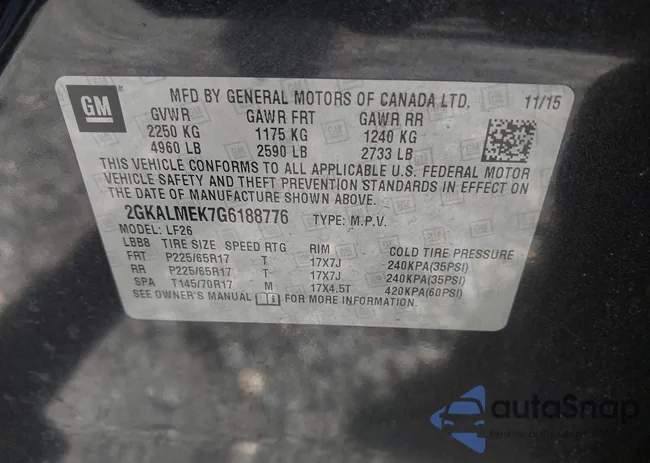 GM
MFD BY GENERAL MOTORS OF CANADA LTD. 11/15
GVWR GAWR FRT GAWR RR
2250 KG 1175 KG 1240 KG
4960 LB 2590 LB 2733 LB
THIS VEHICLE CONFORMS TO ALL APPLICABLE U.S. FEDERAL MOTOR
VEHICLE SAFETY AND THEFT PREVENTION STANDARDS IN EFFECT ON
THE DATE OF MANUFACTURE SHOWN ABOVE.
2GKALMEK7G6188776 TYPE: M.P.V.
MODEL: LF26
LBB8 TIRE SIZE SPEED RTG RIM COLD TIRE PRESSURE
FRT P225/65R17 T 17X7J 240KPA(35PSI)
RR P225/65R17 T 17X7J 240KPA(35PSI)
SPA T145/70R17 M 17X4.5T 420KPA(60PSI)
SEE OWNER'S MANUAL FOR MORE INFORMATION.
autoSnap